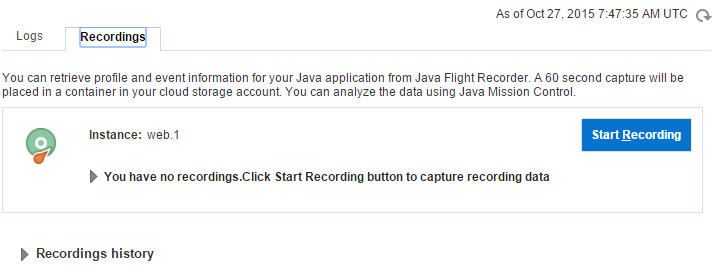 As of Oct 27, 2015 7:47:35 AM UTC
Logs
Recordings
You can retrieve profile and event information for your Java application from Java Flight Recorder. A 60 second capture will be
placed in a container in your cloud storage account. You can analyze the data using Java Mission Control.
Instance: web.1
Start Recording
You have no recordings.Click Start Recording button to capture recording data
Recordings history